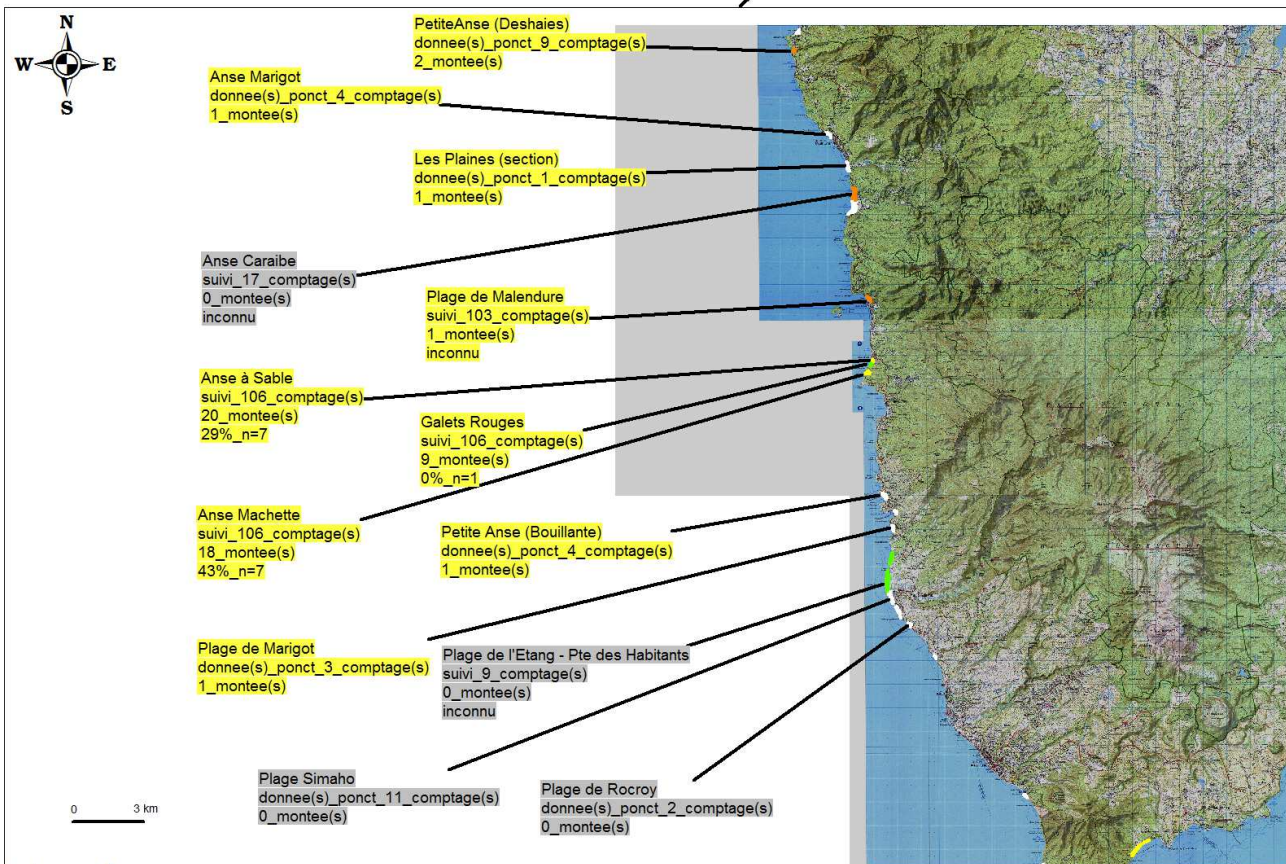 N
W
E
S
PetiteAnse (Deshaies)
donnee(s)_ponct_9_comptage(s)
2_montee(s)
Anse Marigot
donnee(s)_ponct_4_comptage(s)
1_montee(s)
Les Plaines (section)
donnee(s)_ponct_1_comptage(s)
1_montee(s)
Anse Caraibe
suivi_17_comptage(s)
0_montee(s)
inconnu
Plage de Malendure
suivi_103_comptage(s)
1_montee(s)
inconnu
Anse à Sable
suivi_106_comptage(s)
20_montee(s)
29%_n=7
Galets Rouges
suivi_106_comptage(s)
9_montee(s)
0%_n=1
Anse Machette
suivi_106_comptage(s)
18_montee(s)
43%_n=7
Petite Anse (Bouillante)
donnee(s)_ponct_4_comptage(s)
1_montee(s)
Plage de Marigot
donnee(s)_ponct_3_comptage(s)
1_montee(s)
Plage de l'Etang - Pte des Habitants
suivi_9_comptage(s)
0_montee(s)
inconnu
Plage Simaho
donnee(s)_ponct_11_comptage(s)
0_montee(s)
Plage de Rocroy
donnee(s)_ponct_2_comptage(s)
0_montee(s)
0 3 km